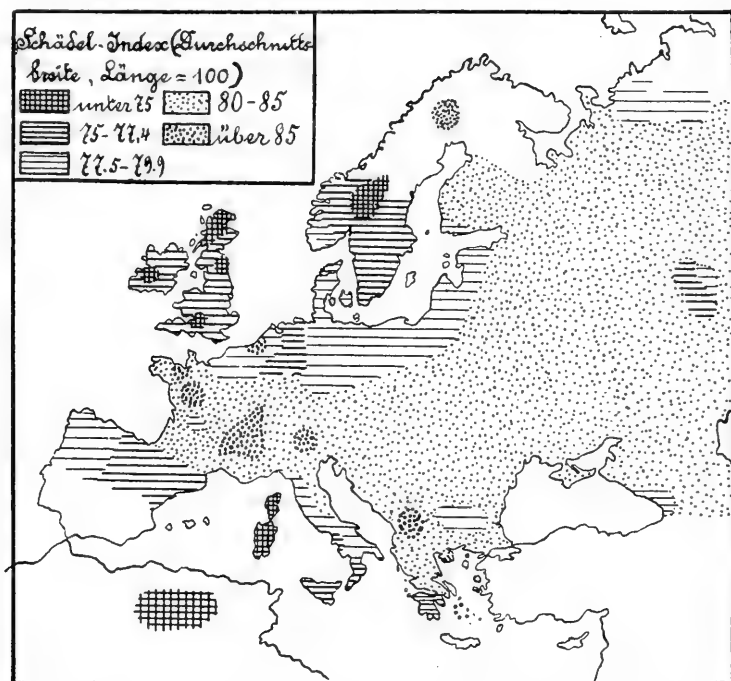 Schädel-Index (Durchschnitts-
breite, Länge = 100)
unter 75
80-85
75-77,4
über 85
77.5-79.9